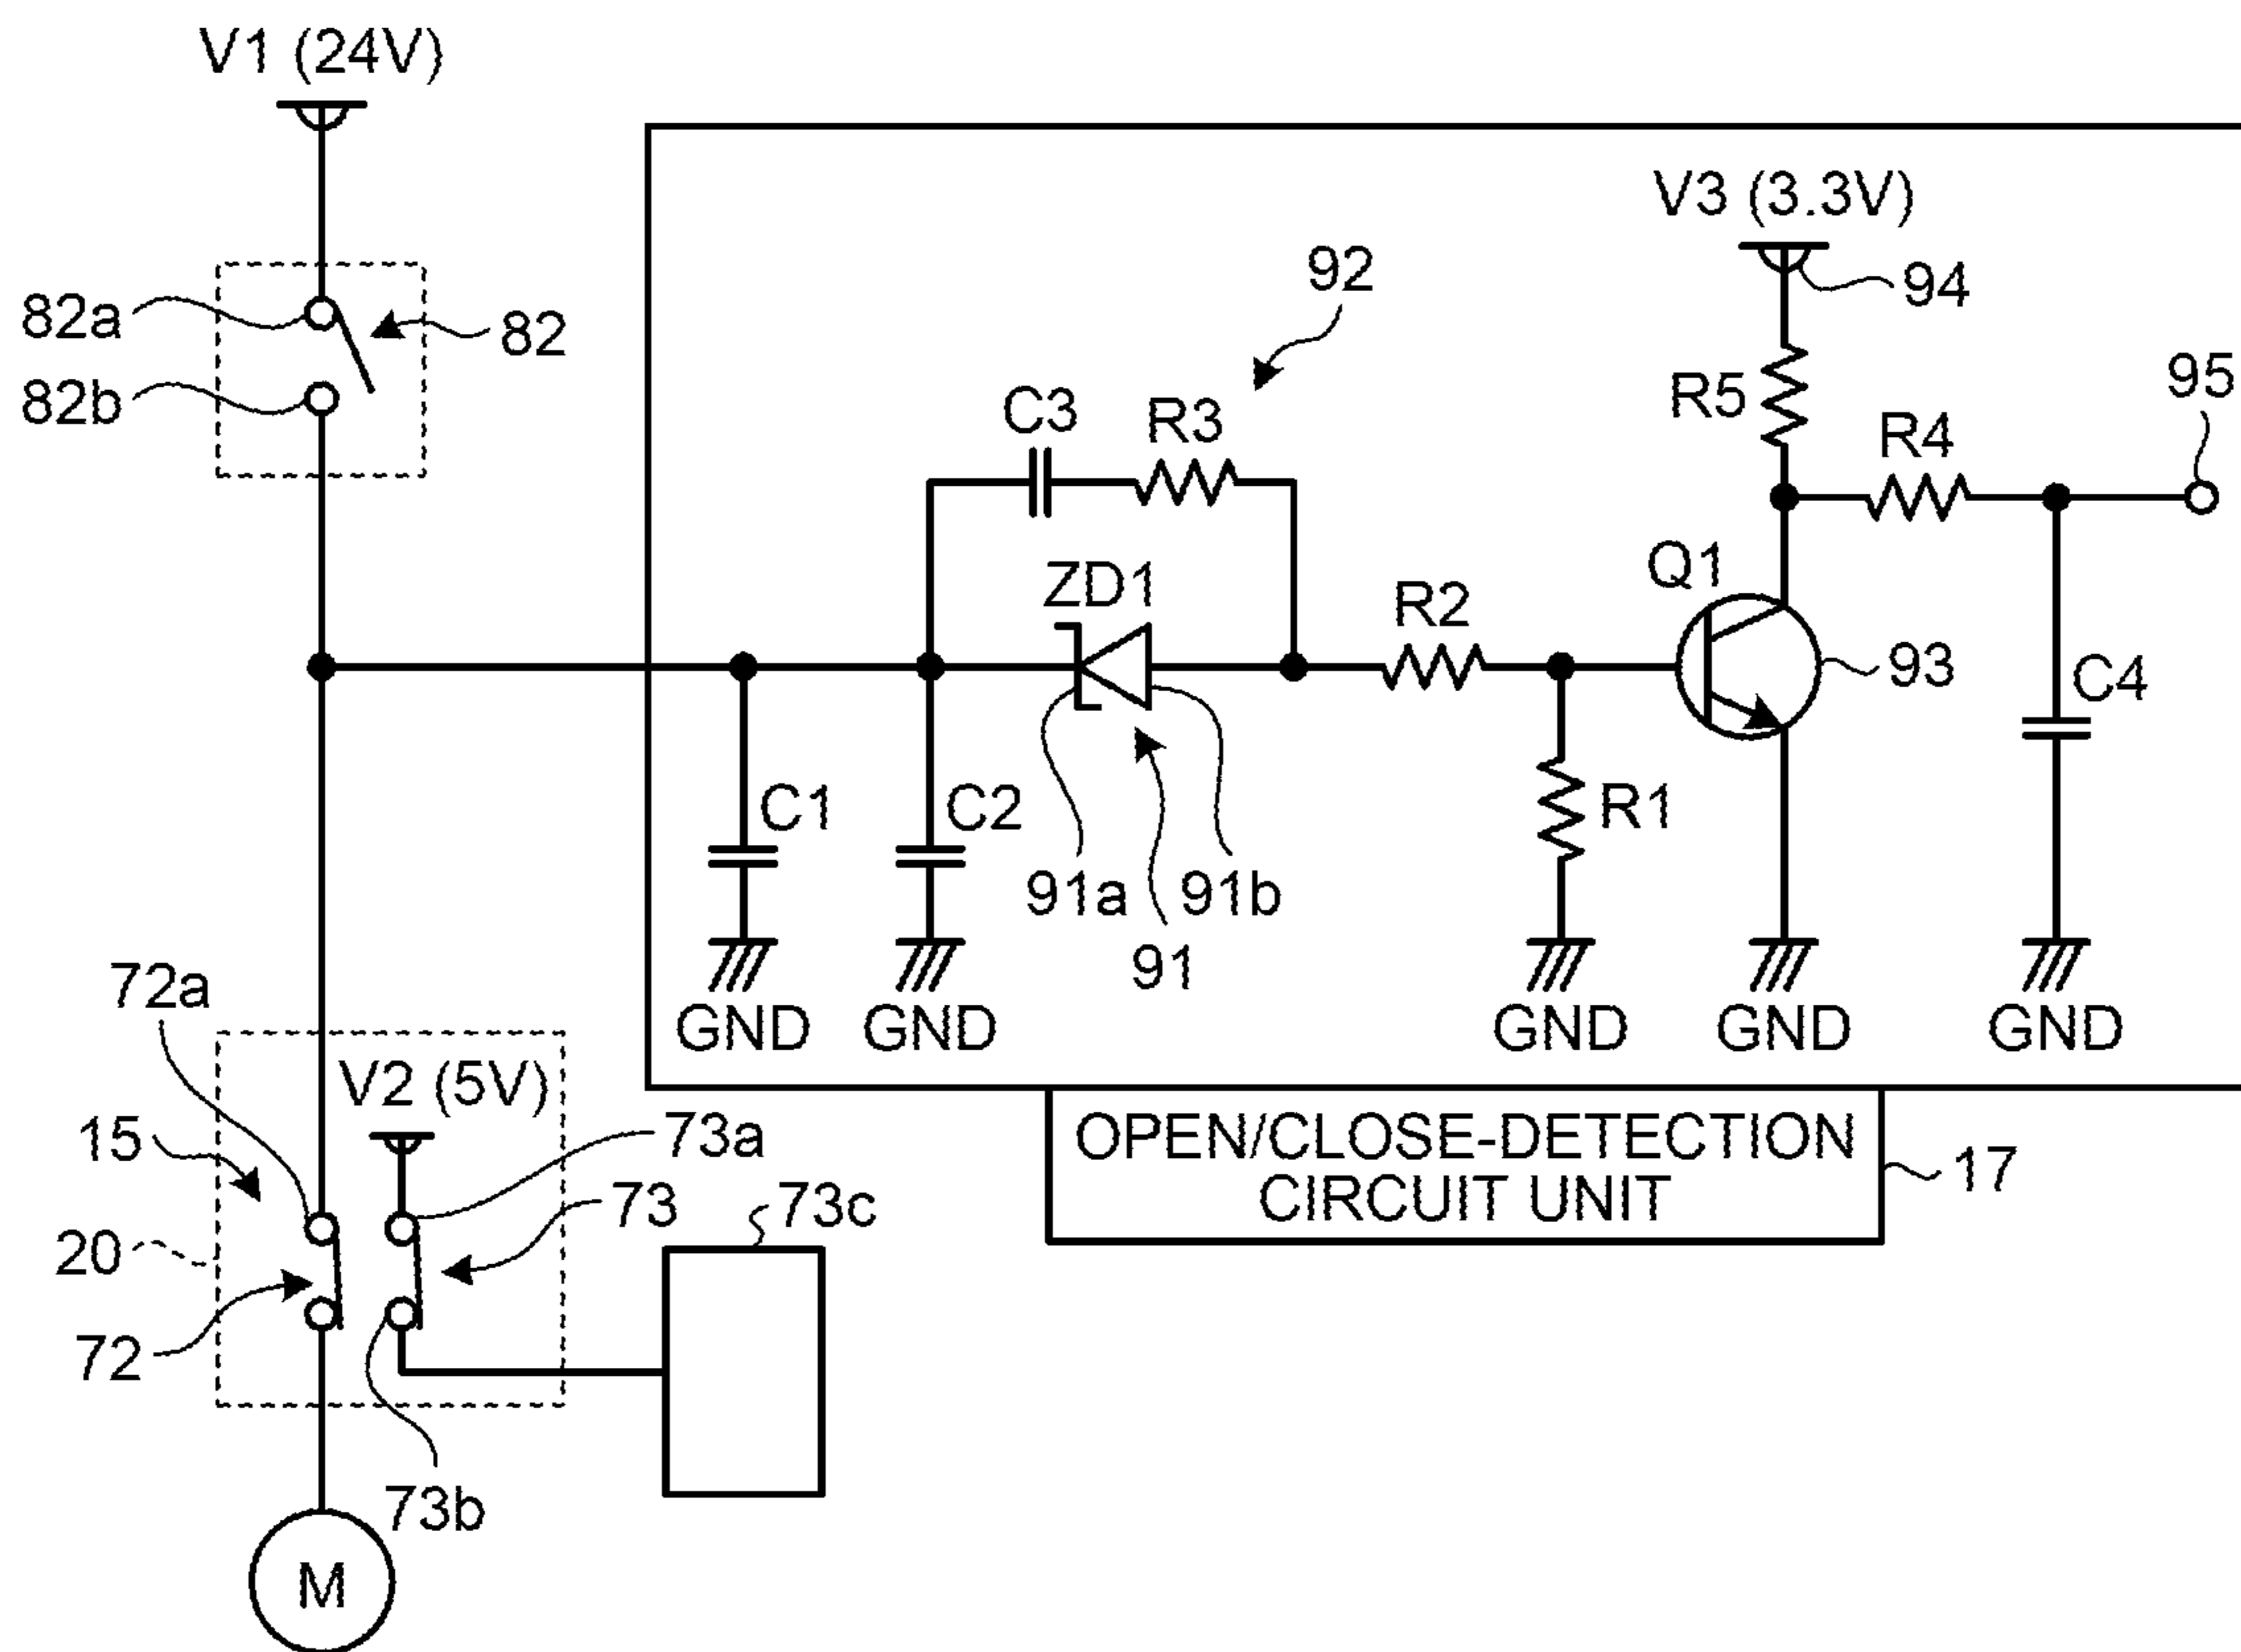 V1 (24V)
V3 (3.3V)
92
94
82a
82
82b
95
C3
R3
R5
R4
ZD1
R2
Q1
93
C4
C1
C2
R1
91a
91b
91
72a
GND
GND
GND
GND
GND
V2 (5V)
15
73a
OPEN/CLOSE-DETECTION
CIRCUIT UNIT
17
73
73c
20
72
73b
M